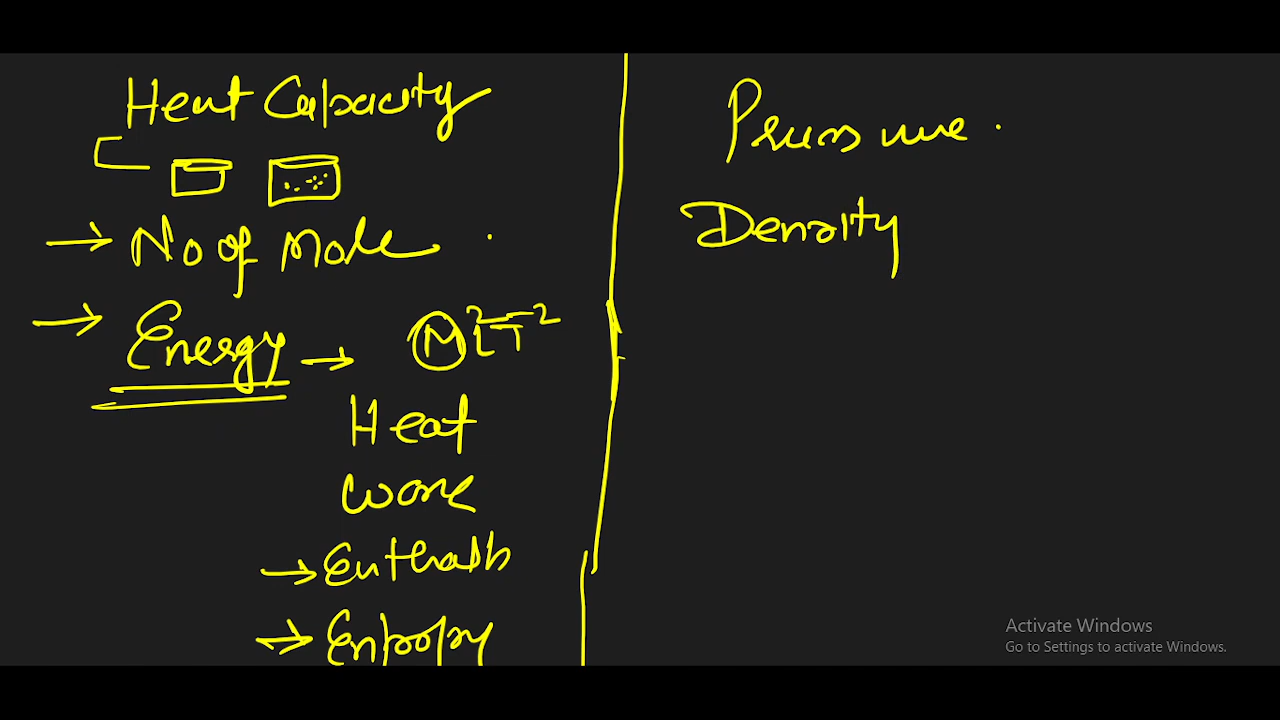 Heat Capacity
→ No of Mole
→ Energy → ML²T⁻²
Heat
Work
→ Enthalp
→ Entropy
Pressure
Density
Activate Windows
Go to Settings to activate Windows.